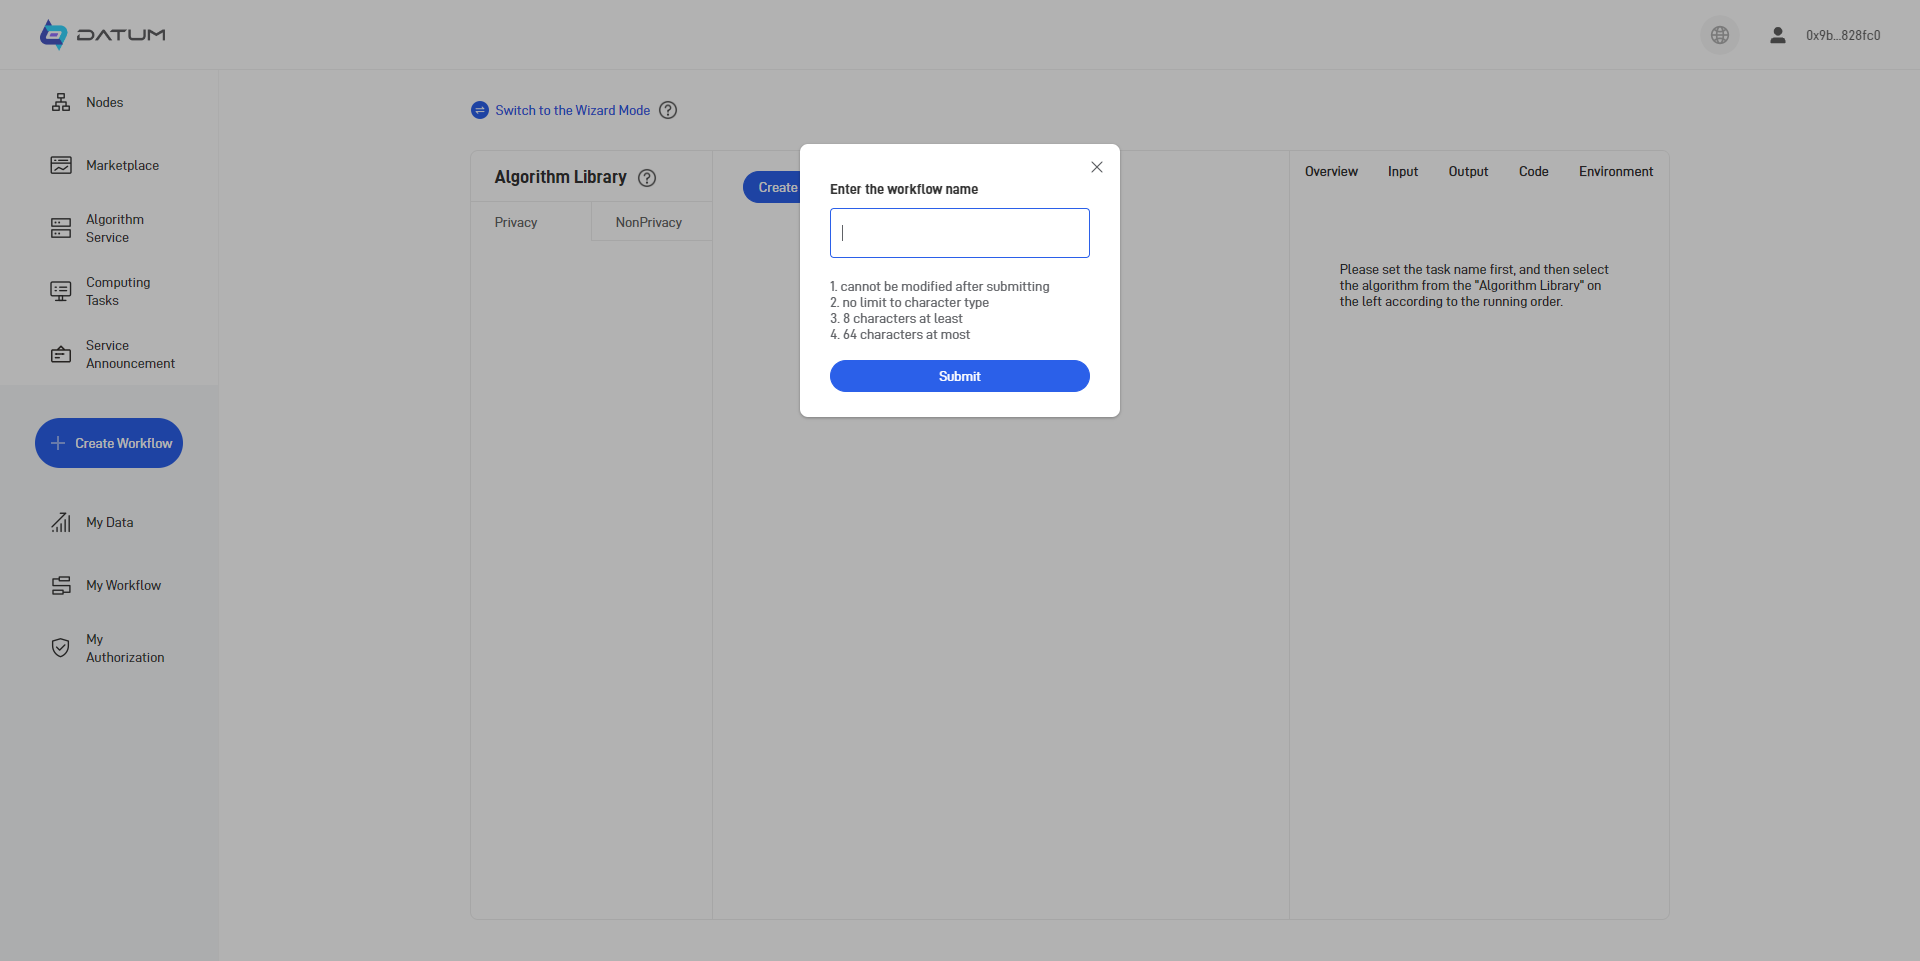 DATUM
0x9b...828fc0
Nodes
Marketplace
Algorithm
Service
Computing
Tasks
Service
Announcement
Create Workflow
My Data
My Workflow
My
Authorization
Switch to the Wizard Mode
Algorithm Library
Privacy
NonPrivacy
Create
Enter the workflow name
1. cannot be modified after submitting
2. no limit to character type
3. 8 characters at least
4. 64 characters at most
Submit
Overview
Input
Output
Code
Environment
Please set the task name first, and then select
the algorithm from the "Algorithm Library" on
the left according to the running order.